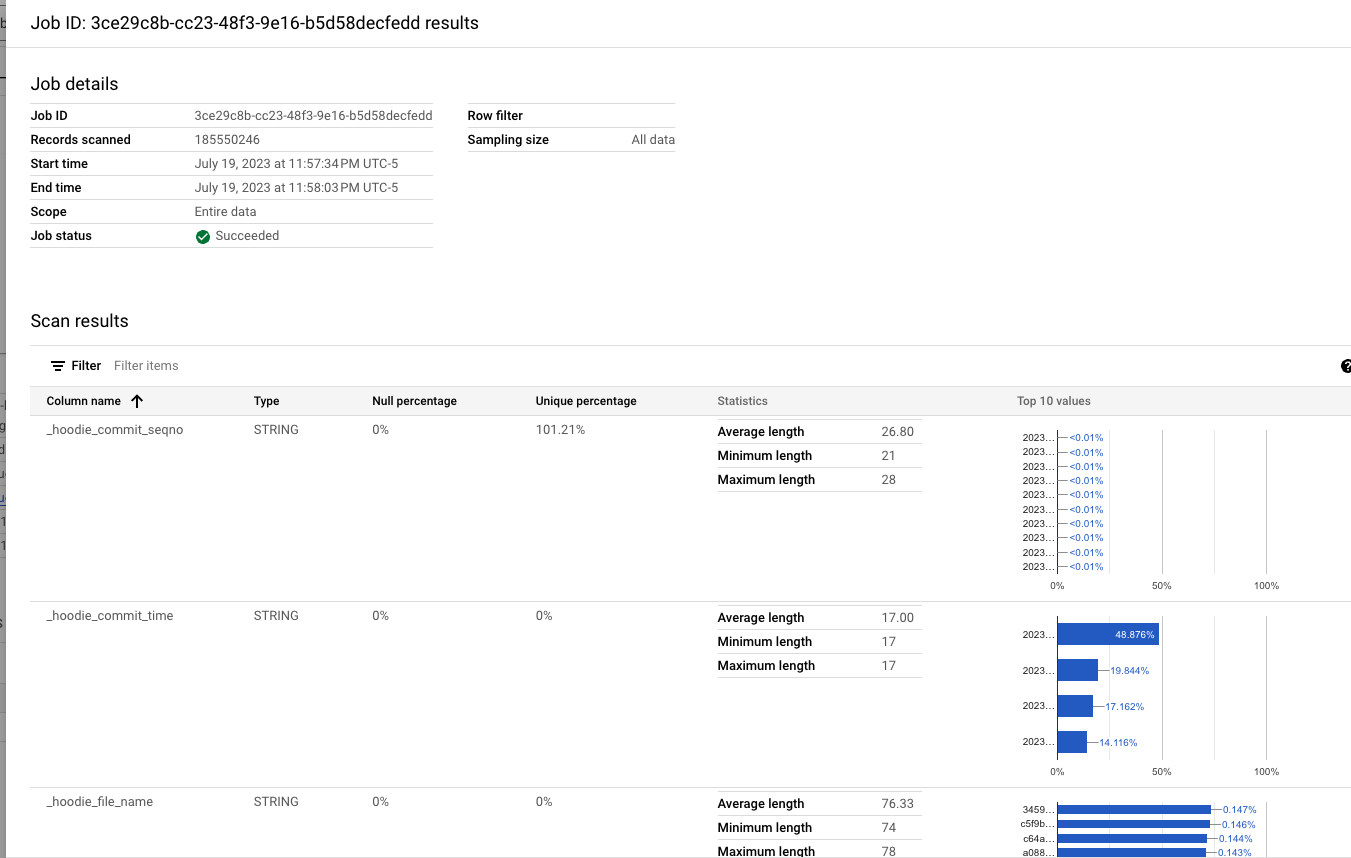 Job ID: 3ce29c8b-cc23-48f3-9e16-b5d58decfedd results
Job details
Job ID 3ce29c8b-cc23-48f3-9e16-b5d58decfedd Row filter
Records scanned 185550246 Sampling size All data
Start time July 19, 2023 at 11:57:34 PM UTC-5
End time July 19, 2023 at 11:58:03 PM UTC-5
Scope Entire data
Job status Succeeded
Scan results
Filter Filter items
Column name Type Null percentage Unique percentage Statistics Top 10 values
_hoodie_commit_seqno STRING 0% 101.21%
Average length 26.80
Minimum length 21
Maximum length 28
2023... <0.01%
2023... <0.01%
2023... <0.01%
2023... <0.01%
2023... <0.01%
2023... <0.01%
2023... <0.01%
2023... <0.01%
2023... <0.01%
2023... <0.01%
0% 50% 100%
_hoodie_commit_time STRING 0% 0%
Average length 17.00
Minimum length 17
Maximum length 17
2023... 48.876%
2023... 19.844%
2023... 17.162%
2023... 14.116%
0% 50% 100%
_hoodie_file_name STRING 0% 0%
Average length 76.33
Minimum length 74
Maximum length 78
3459... 0.147%
c5f9b... 0.146%
c64a... 0.144%
a088... 0.143%